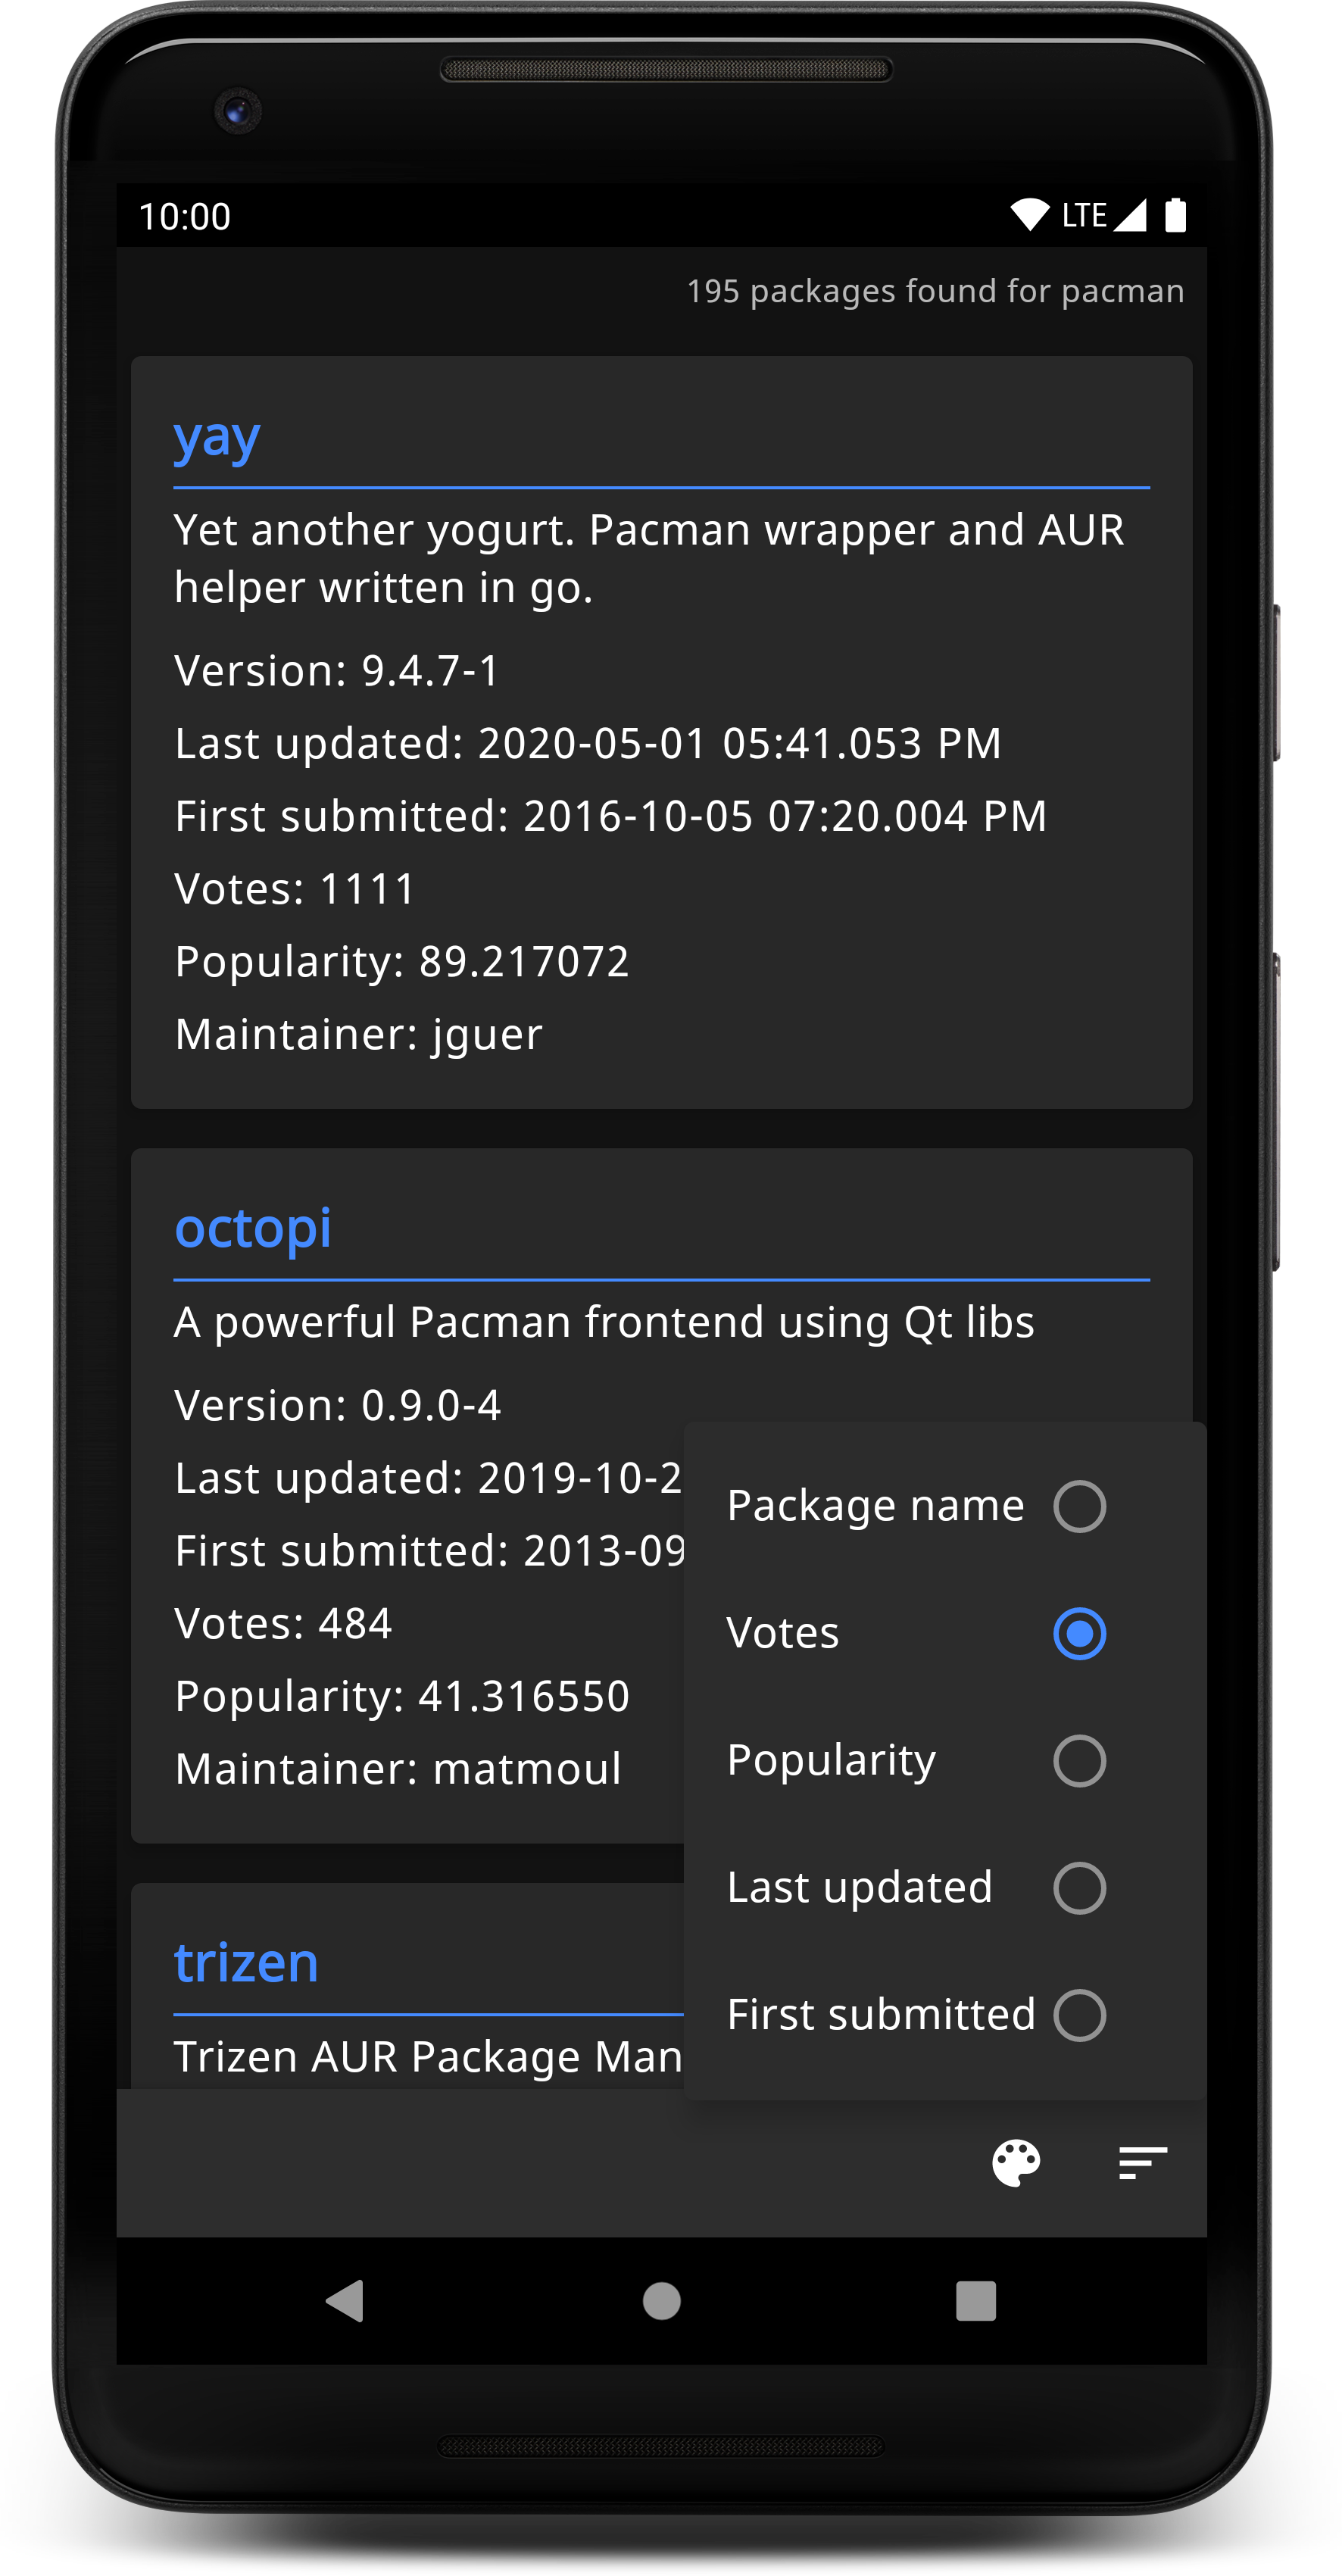 10:00
LTE
195 packages found for pacman
yay
Yet another yogurt. Pacman wrapper and AUR
helper written in go.
Version: 9.4.7-1
Last updated: 2020-05-01 05:41.053 PM
First submitted: 2016-10-05 07:20.004 PM
Votes: 1111
Popularity: 89.217072
Maintainer: jguer
octopi
A powerful Pacman frontend using Qt libs
Version: 0.9.0-4
Last updated: 2019-10-2
First submitted: 2013-09
Votes: 484
Popularity: 41.316550
Maintainer: matmoul
trizen
Trizen AUR Package Man
Package name
Votes
Popularity
Last updated
First submitted